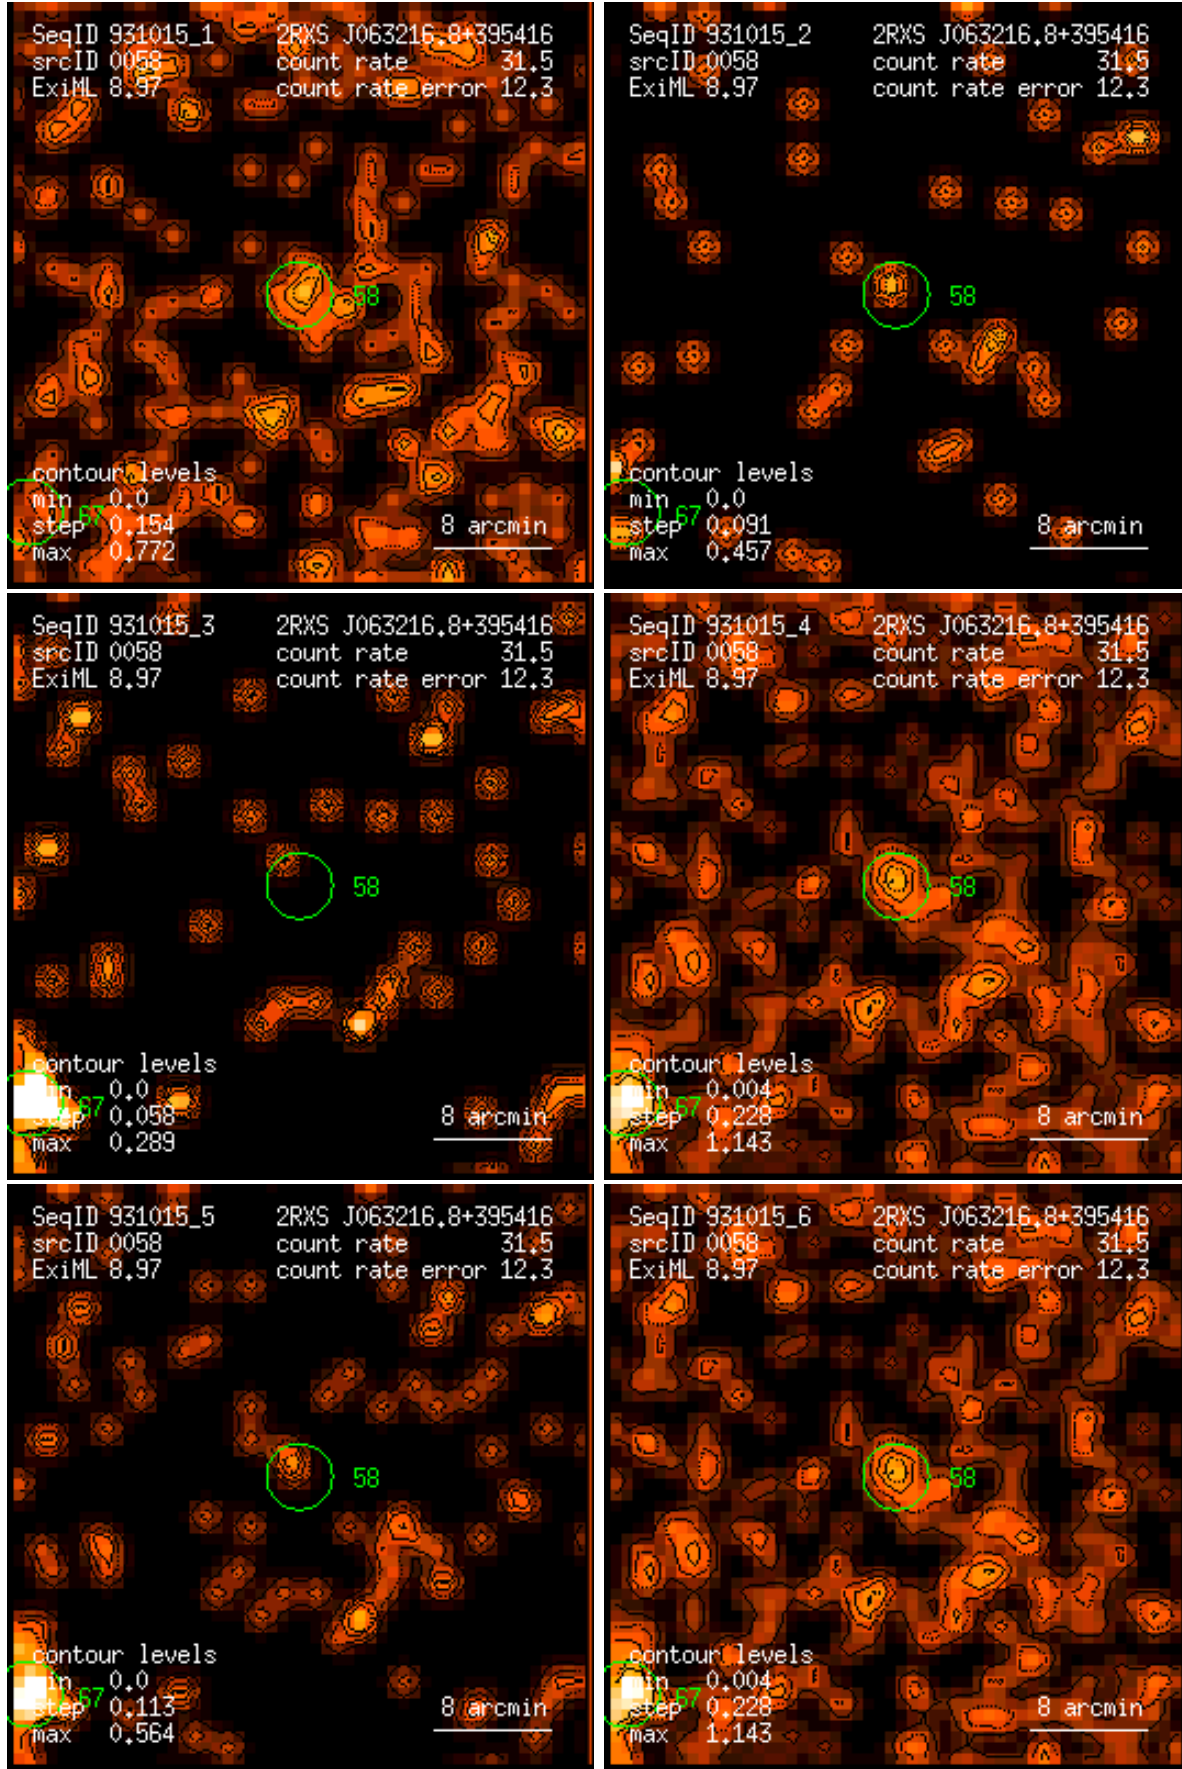 SeqID 931015_1 2RXS J063216.8+395416
srcID 0058 count rate 31.5
ExiML 8.97 count rate error 12.3
58
contour levels
min 0.0
67
step 0.154 8 arcmin
max 0.772
SeqID 931015_2 2RXS J063216.8+395416
srcID 0058 count rate 31.5
ExiML 8.97 count rate error 12.3
58
contour levels
min 0.0
67
step 0.091 8 arcmin
max 0.457
SeqID 931015_3 2RXS J063216.8+395416
srcID 0058 count rate 31.5
ExiML 8.97 count rate error 12.3
58
contour levels
min 0.0
67
step 0.058 8 arcmin
max 0.289
SeqID 931015_4 2RXS J063216.8+395416
srcID 0058 count rate 31.5
ExiML 8.97 count rate error 12.3
58
contour levels
min 0.004
67
step 0.228 8 arcmin
max 1.143
SeqID 931015_5 2RXS J063216.8+395416
srcID 0058 count rate 31.5
ExiML 8.97 count rate error 12.3
58
contour levels
min 0.0
67
step 0.113 8 arcmin
max 0.564
SeqID 931015_6 2RXS J063216.8+395416
srcID 0058 count rate 31.5
ExiML 8.97 count rate error 12.3
58
contour levels
min 0.004
67
step 0.228 8 arcmin
max 1.143